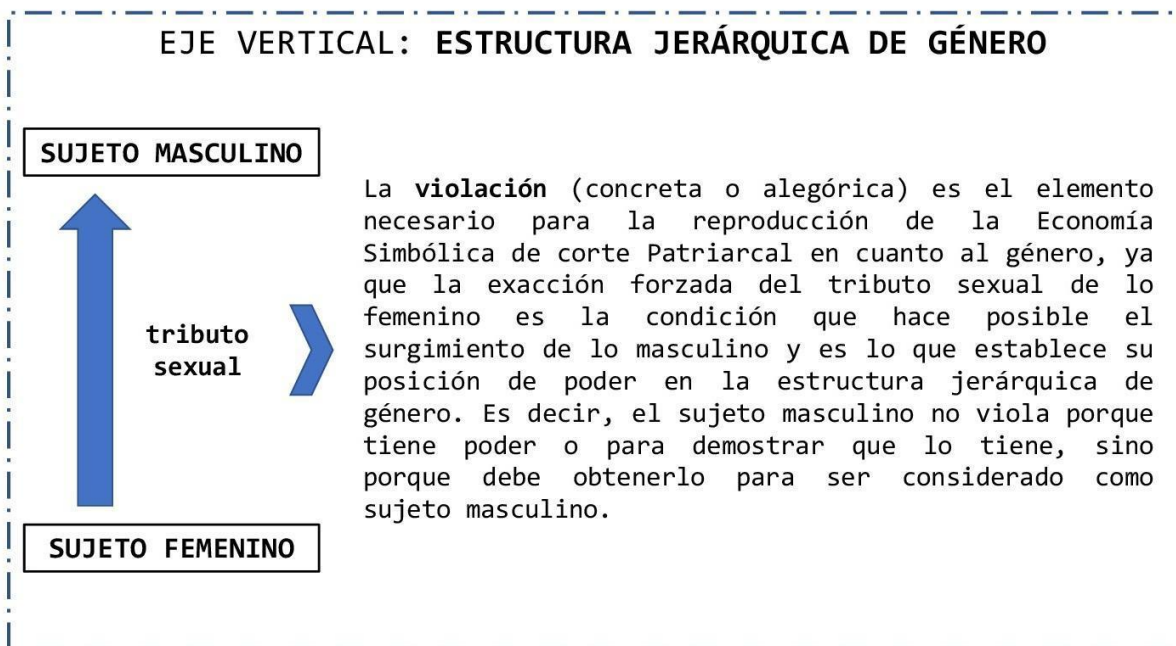 EJE VERTICAL: ESTRUCTURA JERÁRQUICA DE GÉNERO
SUJETO MASCULINO
tributo
sexual
SUJETO FEMENINO
La violación (concreta o alegórica) es el elemento
necesario para la reproducción de la Economía
Simbólica de corte Patriarcal en cuanto al género, ya
que la exacción forzada del tributo sexual de lo
femenino es la condición que hace posible el
surgimiento de lo masculino y es lo que establece su
posición de poder en la estructura jerárquica de
género. Es decir, el sujeto masculino no viola porque
tiene poder o para demostrar que lo tiene, sino
porque debe obtenerlo para ser considerado como
sujeto masculino.